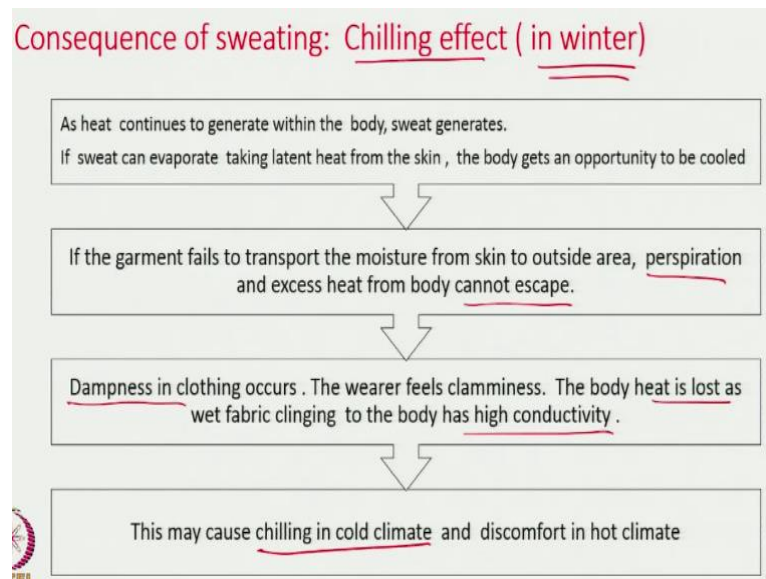 Consequence of sweating: Chilling effect ( in winter)
As heat continues to generate within the body, sweat generates.
If sweat can evaporate taking latent heat from the skin , the body gets an opportunity to be cooled
If the garment fails to transport the moisture from skin to outside area, perspiration
and excess heat from body cannot escape.
Dampness in clothing occurs . The wearer feels clamminess. The body heat is lost as
wet fabric clinging to the body has high conductivity .
This may cause chilling in cold climate and discomfort in hot climate